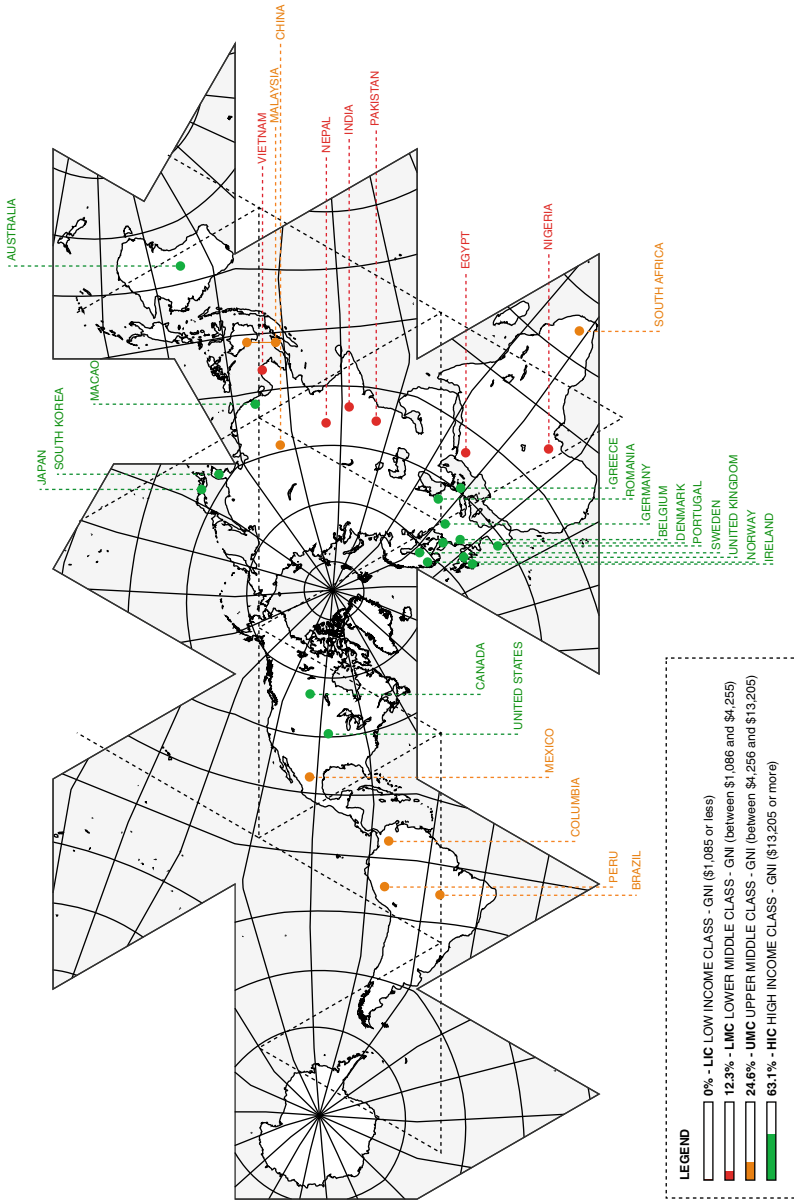 AUSTRALIA
CHINA
MALAYSIA
VIETNAM
NEPAL
INDIA
PAKISTAN
EGYPT
NIGERIA
SOUTH AFRICA
MACAO
SOUTH KOREA
JAPAN
GREECE
ROMANIA
GERMANY
BELGIUM
DENMARK
PORTUGAL
SWEDEN
UNITED KINGDOM
NORWAY
IRELAND
CANADA
UNITED STATES
MEXICO
COLUMBIA
PERU
BRAZIL
LEGEND
0% - LIC LOW INCOME CLASS - GNI ($1,085 or less)
12.3% - LMC LOWER MIDDLE CLASS - GNI (between $1,086 and $4,255)
24.6% - UMC UPPER MIDDLE CLASS - GNI (between $4,256 and $13,205)
63.1% - HIC HIGH INCOME CLASS - GNI ($13,205 or more)